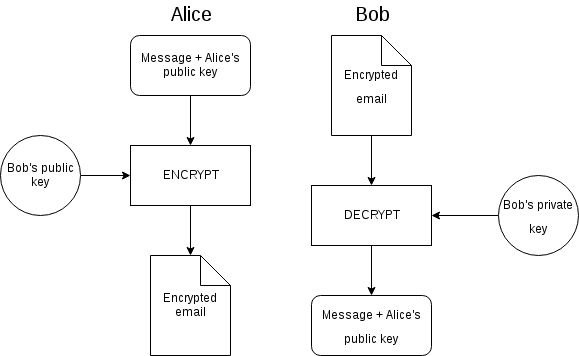 Alice
Message + Alice's
public key
Bob's public
key
ENCRYPT
Encrypted
email
Bob
Encrypted
email
DECRYPT
Bob's private
key
Message + Alice's
public key